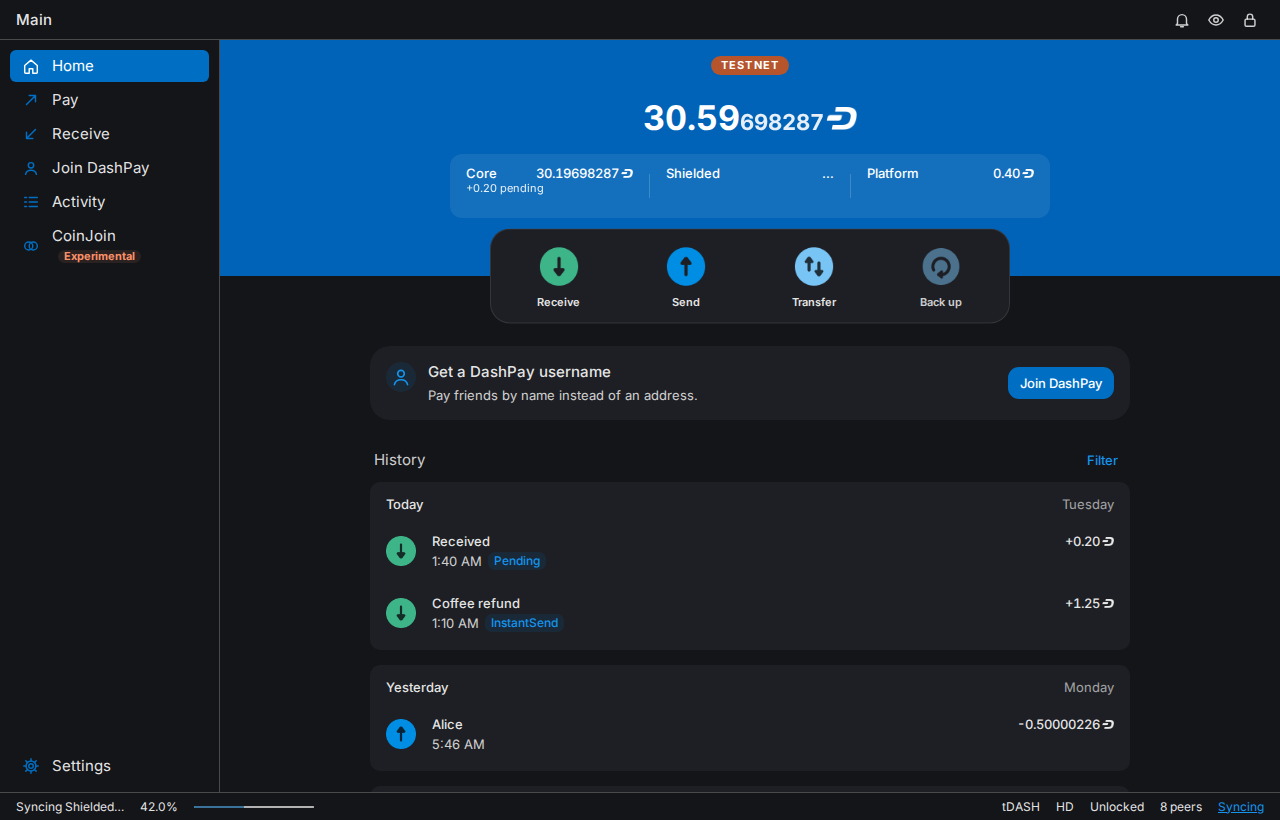 Main
Home
Pay
Receive
Join DashPay
Activity
CoinJoin
Experimental
Settings
TESTNET
30.59698287
Core 30.19698287
+0.20 pending
Shielded ...
Platform 0.40
Receive
Send
Transfer
Back up
Get a DashPay username
Pay friends by name instead of an address.
Join DashPay
History
Filter
Today Tuesday
Received +0.20
1:40 AM Pending
Coffee refund +1.25
1:10 AM InstantSend
Yesterday Monday
Alice -0.50000226
5:46 AM
Syncing Shielded... 42.0% tDASH HD Unlocked 8 peers Syncing